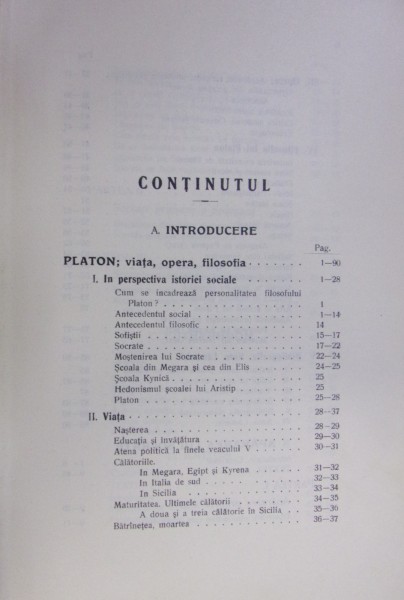 CONȚINUTUL
A. INTRODUCERE
Pag.
PLATON; viața, opera, filosofia . . . . . . . 1—90
I. In perspectiva istoriei sociale . . . . . . . 1—28
Cum se încadrează personalitatea filosofului
Platon ? . . . . . . . . . . . 1
Antecedentul social . . . . . . . . . . 1—14
Antecedentul filosofic . . . . . . . . . . 14
Sofiștii . . . . . . . . . . . . 15—17
Socrate . . . . . . . . . . . . 17—22
Moștenirea lui Socrate . . . . . . . . . 22—24
Școala din Megara și cea din Elis . . . . . . 24—25
Școala Kynică . . . . . . . . . . . 25
Hedonismul școalei lui Aristip . . . . . . . 25
Platon . . . . . . . . . . . . 25—28
II. Viața . . . . . . . . . . . . . 28—37
Nașterea . . . . . . . . . . . . 28—29
Educația și învățătura . . . . . . . . . 29—30
Atena politică la finele veacului V . . . . . . 30—31
Călătoriile.
In Megara, Egipt și Kyrena . . . . . . . 31—32
In Italia de sud . . . . . . . . . . 32—33
In Sicilia . . . . . . . . . . . 33—34
Maturitatea. Ultimele călătorii . . . . . . . 34—35
A doua și a treia călătorie în Sicilia . . 35—36
Bătrînețea, moartea . . . . . . . . . . 36—37